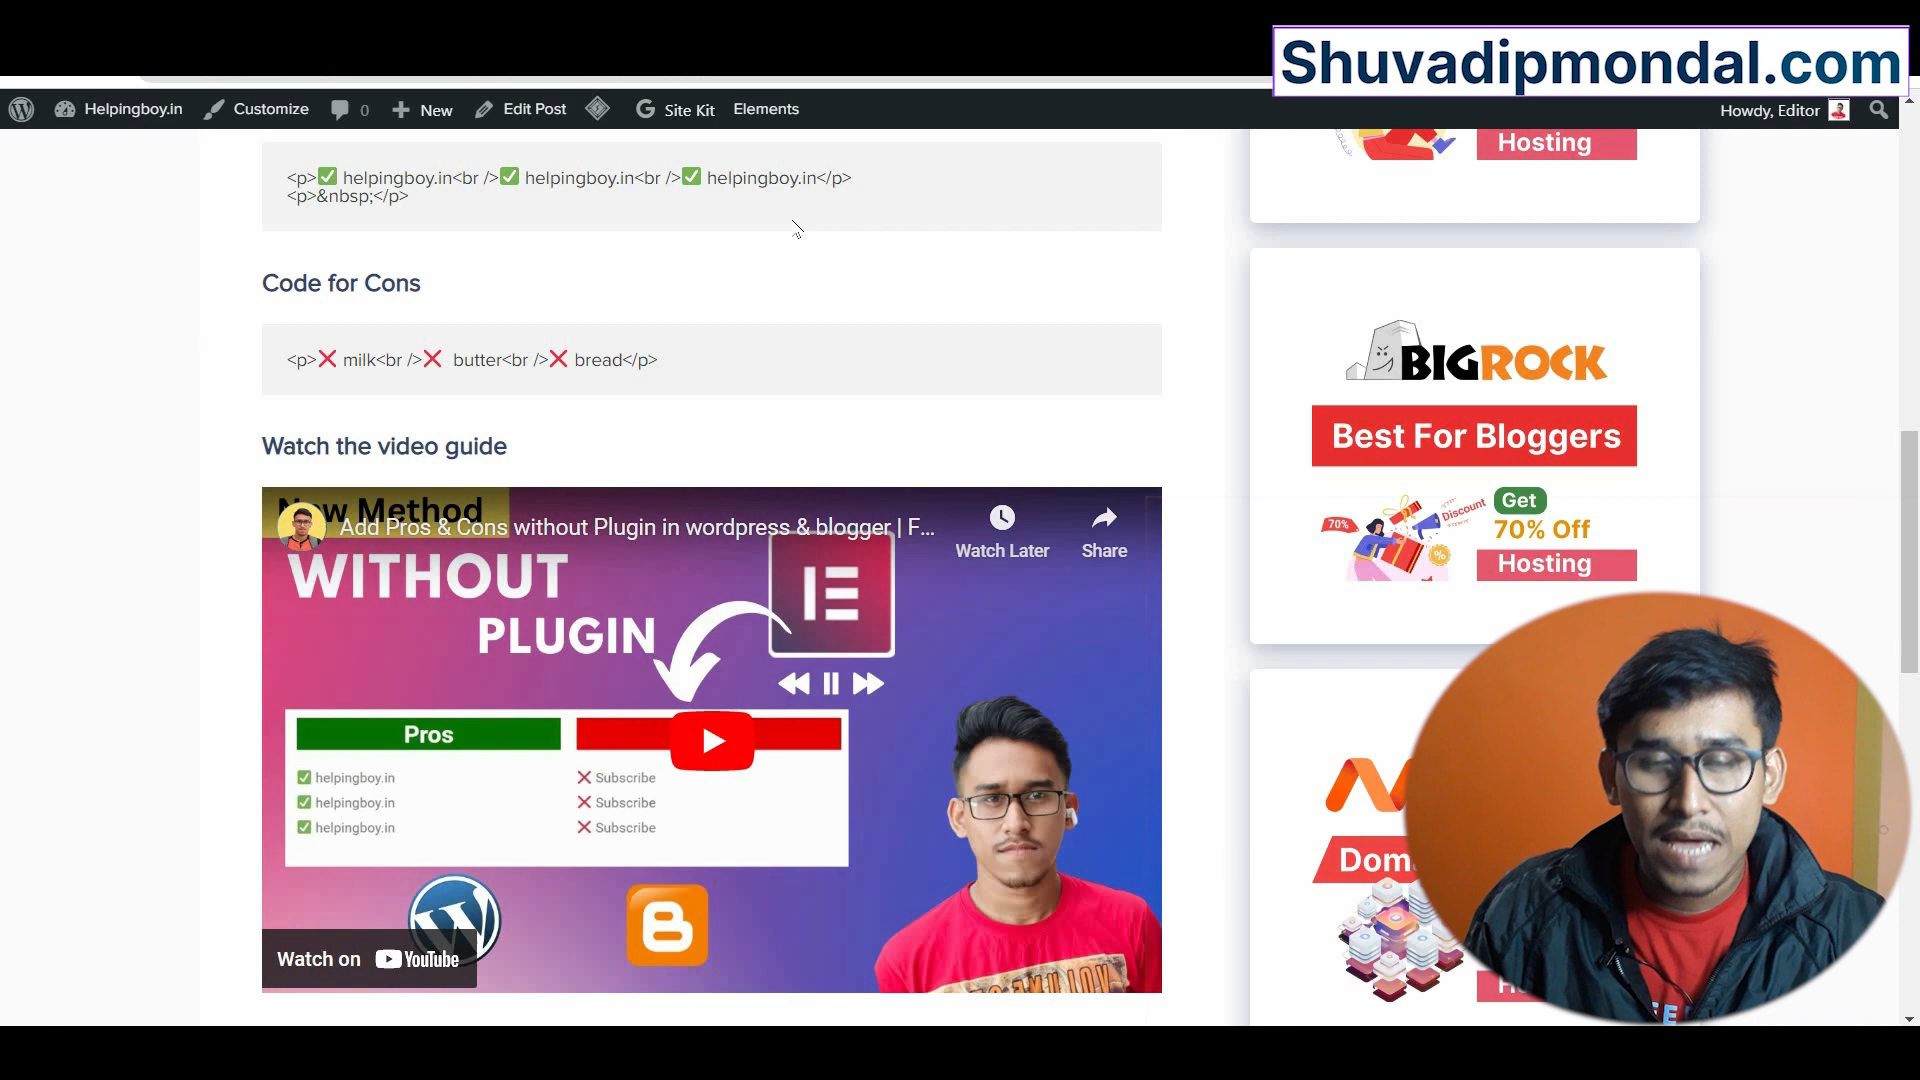 Shuvadipmondal.com
Helpingboy.in Customize 0 New Edit Post Site Kit Elements Howdy, Editor
<p>✅ helpingboy.in<br />✅ helpingboy.in<br />✅ helpingboy.in</p>
<p>&nbsp;</p>
Code for Cons
<p>❌ milk<br />❌ butter<br />❌ bread</p>
Watch the video guide
New Method
Add Pros & Cons without Plugin in wordpress & blogger | F...
Watch Later Share
WITHOUT
PLUGIN
Pros
✅ helpingboy.in ❌ Subscribe
✅ helpingboy.in ❌ Subscribe
✅ helpingboy.in ❌ Subscribe
Watch on YouTube
Hosting
BIGROCK
Best For Bloggers
70%
Discount
Get
70% Off
Hosting